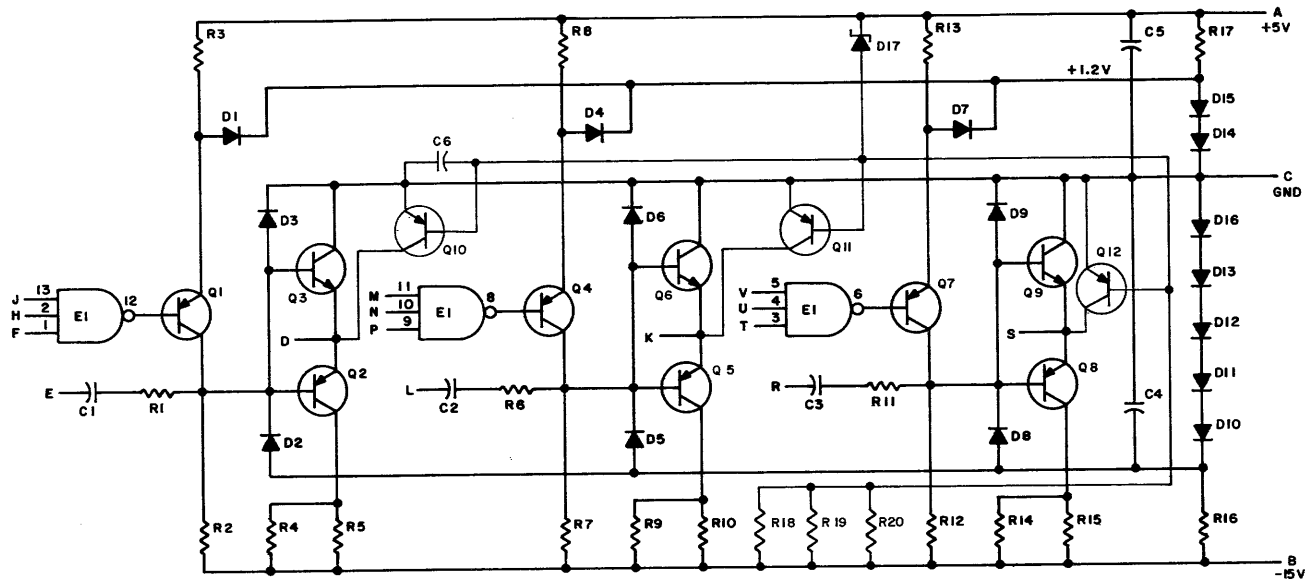 R3
R8
D17
R13
C5
R17
A
+5V
+1.2V
D1
D4
D7
D15
D14
C6
C
GND
D3
Q10
D6
Q11
D9
Q12
D16
Q3
Q6
Q9
D13
J 13
H 2
F 1
E1
12
Q1
M 11
N 10
P 9
E1
8
Q4
V 5
U 4
T 3
E1
6
Q7
D
K
S
D12
E
C1
R1
Q2
L
C2
R6
Q5
R
C3
R11
Q8
C4
D11
D2
D5
D8
D10
R2
R4
R5
R7
R9
R10
R18
R19
R20
R12
R14
R15
R16
B
-15V